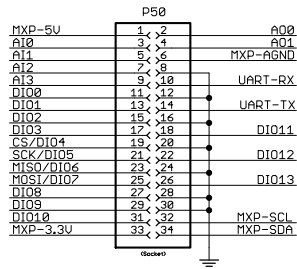 P50
MXP-5V 1 2 AO0
AI0 3 4 AO1
AI1 5 6 MXP-AGND
AI2 7 8
AI3 9 10 UART-RX
DIO0 11 12
DIO1 13 14 UART-TX
DIO2 15 16
DIO3 17 18 DIO11
CS/DIO4 19 20
SCK/DIO5 21 22 DIO12
MISO/DIO6 23 24
MOSI/DIO7 25 26 DIO13
DIO8 27 28
DIO9 29 30
DIO10 31 32 MXP-SCL
MXP-3.3V 33 34 MXP-SDA
(Socket)